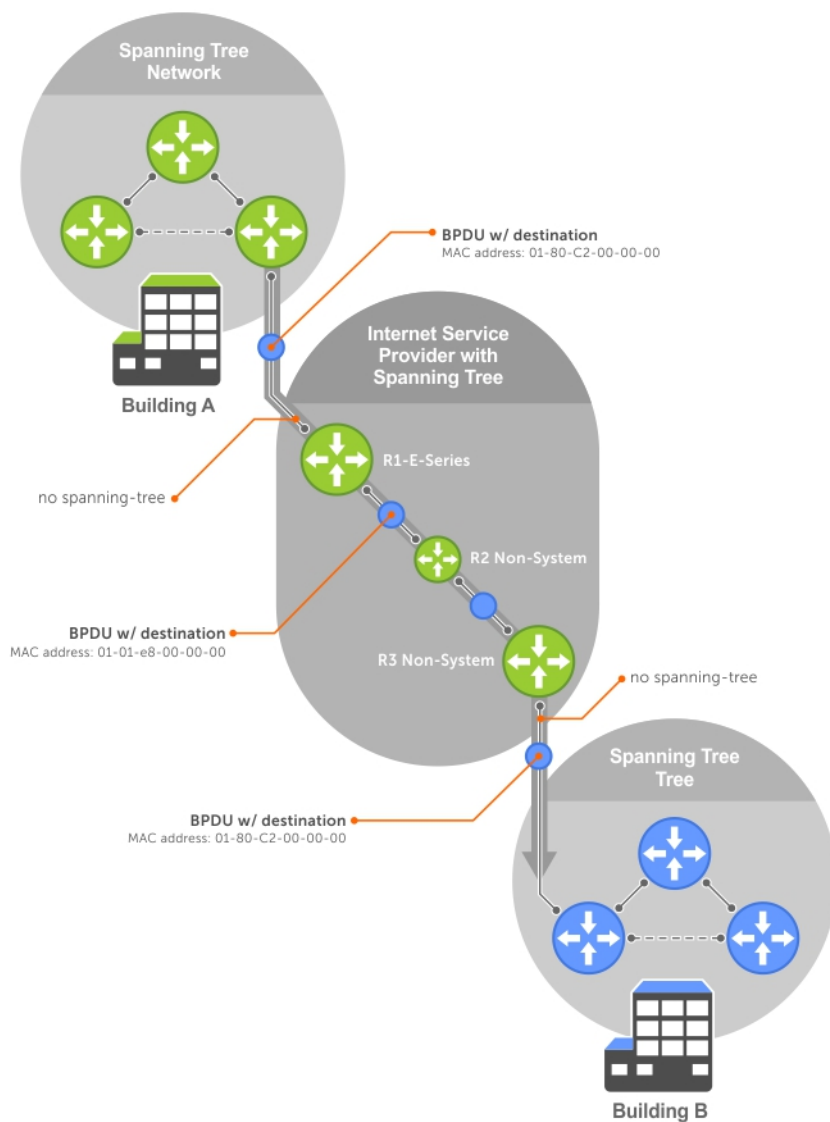 Spanning Tree
Network
BPDU w/ destination
MAC address: 01-80-C2-00-00-00
Internet Service
Provider with
Spanning Tree
Building A
R1-E-Series
no spanning-tree
R2 Non-System
BPDU w/ destination
MAC address: 01-01-e8-00-00-00
R3 Non-System
no spanning-tree
Spanning Tree
Tree
BPDU w/ destination
MAC address: 01-80-C2-00-00-00
Building B